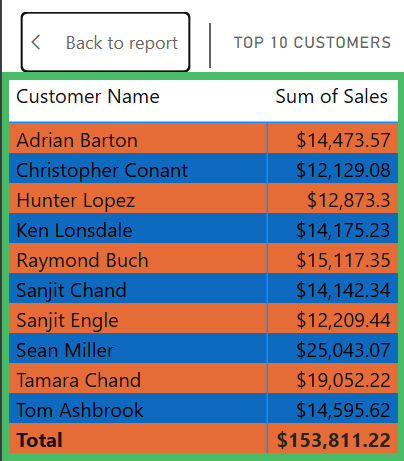 < Back to report | TOP 10 CUSTOMERS
Customer Name Sum of Sales
Adrian Barton $14,473.57
Christopher Conant $12,129.08
Hunter Lopez $12,873.3
Ken Lonsdale $14,175.23
Raymond Buch $15,117.35
Sanjit Chand $14,142.34
Sanjit Engle $12,209.44
Sean Miller $25,043.07
Tamara Chand $19,052.22
Tom Ashbrook $14,595.62
Total $153,811.22